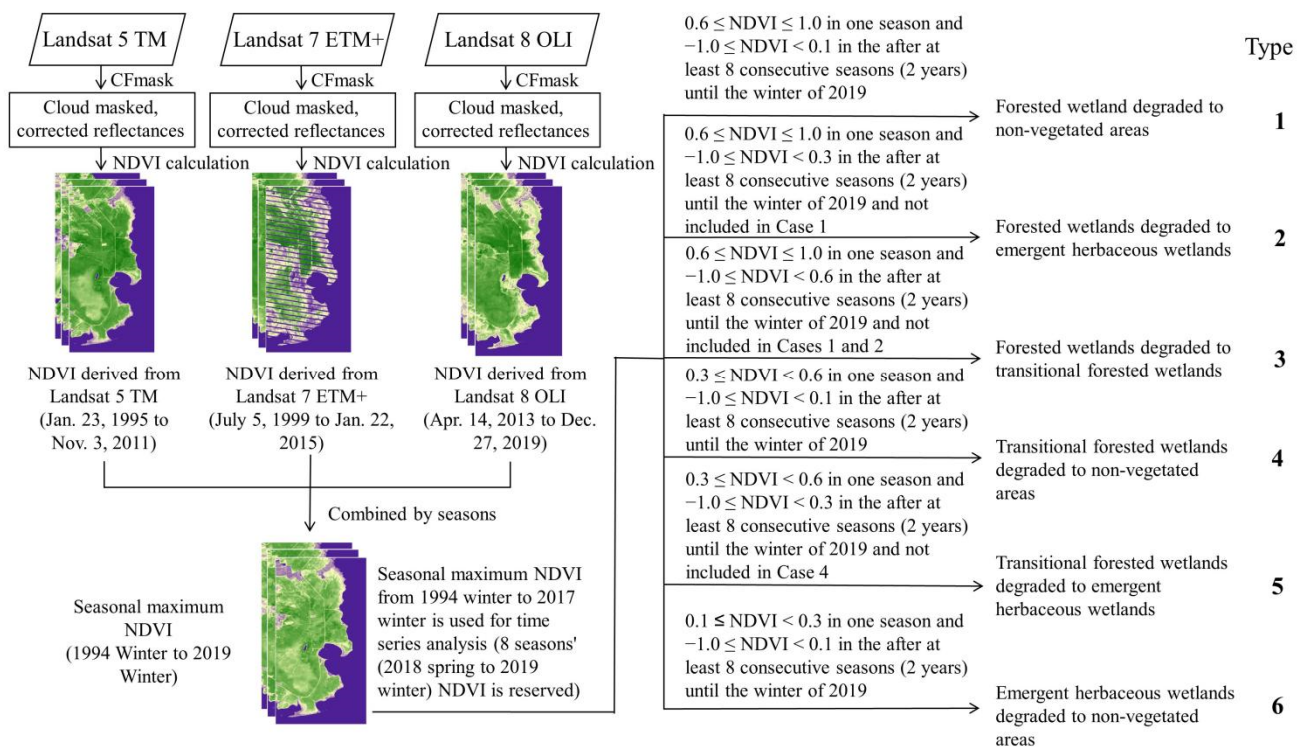 Landsat 5 TM
Landsat 7 ETM+
Landsat 8 OLI
CFmask
CFmask
CFmask
Cloud masked,
corrected reflectances
Cloud masked,
corrected reflectances
Cloud masked,
corrected reflectances
NDVI calculation
NDVI calculation
NDVI calculation
NDVI derived from
Landsat 5 TM
(Jan. 23, 1995 to
Nov. 3, 2011)
NDVI derived from
Landsat 7 ETM+
(July 5, 1999 to Jan. 22,
2015)
NDVI derived from
Landsat 8 OLI
(Apr. 14, 2013 to Dec.
27, 2019)
Combined by seasons
Seasonal maximum
NDVI
(1994 Winter to 2019
Winter)
Seasonal maximum NDVI
from 1994 winter to 2017
winter is used for time
series analysis (8 seasons'
(2018 spring to 2019
winter) NDVI is reserved)
Type
0.6 ≤ NDVI ≤ 1.0 in one season and
−1.0 ≤ NDVI < 0.1 in the after at
least 8 consecutive seasons (2 years)
until the winter of 2019
Forested wetland degraded to
non-vegetated areas
1
0.6 ≤ NDVI ≤ 1.0 in one season and
−1.0 ≤ NDVI < 0.3 in the after at
least 8 consecutive seasons (2 years)
until the winter of 2019 and not
included in Case 1
Forested wetlands degraded to
emergent herbaceous wetlands
2
0.6 ≤ NDVI ≤ 1.0 in one season and
−1.0 ≤ NDVI < 0.6 in the after at
least 8 consecutive seasons (2 years)
until the winter of 2019 and not
included in Cases 1 and 2
Forested wetlands degraded to
transitional forested wetlands
3
0.3 ≤ NDVI < 0.6 in one season and
−1.0 ≤ NDVI < 0.1 in the after at
least 8 consecutive seasons (2 years)
until the winter of 2019
Transitional forested wetlands
degraded to non-vegetated
areas
4
0.3 ≤ NDVI < 0.6 in one season and
−1.0 ≤ NDVI < 0.3 in the after at
least 8 consecutive seasons (2 years)
until the winter of 2019 and not
included in Case 4
Transitional forested wetlands
degraded to emergent
herbaceous wetlands
5
0.1 ≤ NDVI < 0.3 in one season and
−1.0 ≤ NDVI < 0.1 in the after at
least 8 consecutive seasons (2 years)
until the winter of 2019
Emergent herbaceous wetlands
degraded to non-vegetated
areas
6